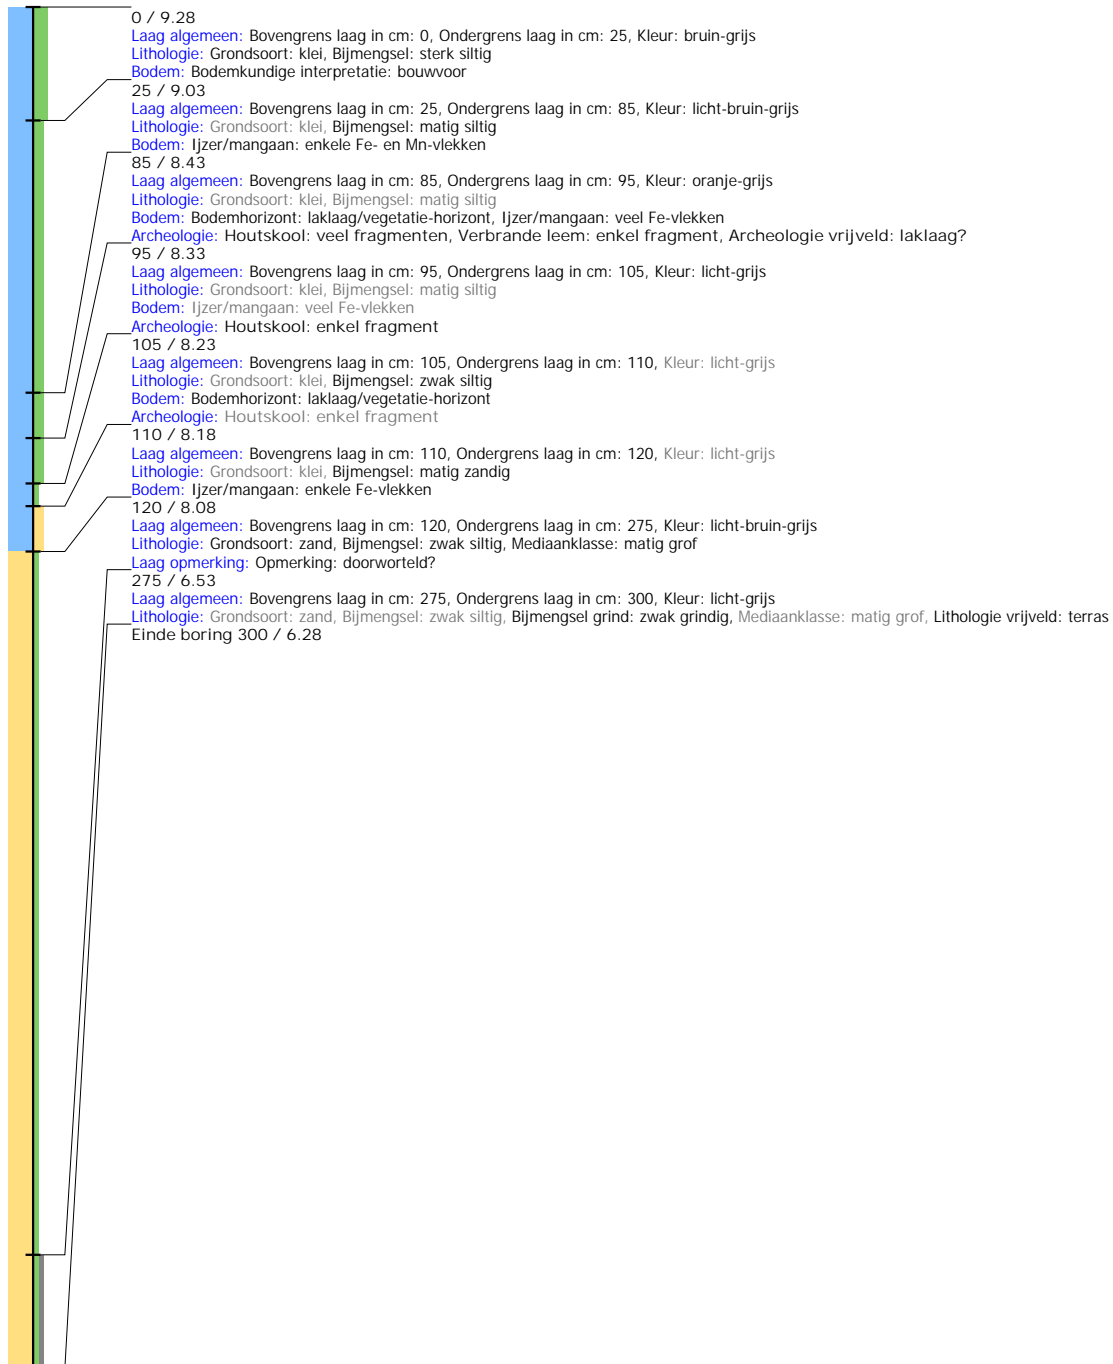 0 / 9.28
Laag algemeen: Bovengrens laag in cm: 0, Ondergrens laag in cm: 25, Kleur: bruin-grijs
Lithologie: Grondsoort: klei, Bijmengsel: sterk siltig
Bodem: Bodemkundige interpretatie: bouwvoor
25 / 9.03
Laag algemeen: Bovengrens laag in cm: 25, Ondergrens laag in cm: 85, Kleur: licht-bruin-grijs
Lithologie: Grondsoort: klei, Bijmengsel: matig siltig
Bodem: Ijzer/mangaan: enkele Fe- en Mn-vlekken
85 / 8.43
Laag algemeen: Bovengrens laag in cm: 85, Ondergrens laag in cm: 95, Kleur: oranje-grijs
Lithologie: Grondsoort: klei, Bijmengsel: matig siltig
Bodem: Bodemhorizont: laklaag/vegetatie-horizont, Ijzer/mangaan: veel Fe-vlekken
Archeologie: Houtskool: veel fragmenten, Verbrande leem: enkel fragment, Archeologie vrijveld: laklaag?
95 / 8.33
Laag algemeen: Bovengrens laag in cm: 95, Ondergrens laag in cm: 105, Kleur: licht-grijs
Lithologie: Grondsoort: klei, Bijmengsel: matig siltig
Bodem: Ijzer/mangaan: veel Fe-vlekken
Archeologie: Houtskool: enkel fragment
105 / 8.23
Laag algemeen: Bovengrens laag in cm: 105, Ondergrens laag in cm: 110, Kleur: licht-grijs
Lithologie: Grondsoort: klei, Bijmengsel: zwak siltig
Bodem: Bodemhorizont: laklaag/vegetatie-horizont
Archeologie: Houtskool: enkel fragment
110 / 8.18
Laag algemeen: Bovengrens laag in cm: 110, Ondergrens laag in cm: 120, Kleur: licht-grijs
Lithologie: Grondsoort: klei, Bijmengsel: matig zandig
Bodem: Ijzer/mangaan: enkele Fe-vlekken
120 / 8.08
Laag algemeen: Bovengrens laag in cm: 120, Ondergrens laag in cm: 275, Kleur: licht-bruin-grijs
Lithologie: Grondsoort: zand, Bijmengsel: zwak siltig, Mediaanklasse: matig grof
Laag opmerking: Opmerking: doorworteld?
275 / 6.53
Laag algemeen: Bovengrens laag in cm: 275, Ondergrens laag in cm: 300, Kleur: licht-grijs
Lithologie: Grondsoort: zand, Bijmengsel: zwak siltig, Bijmengsel grind: zwak grindig, Mediaanklasse: matig grof, Lithologie vrijveld: terras
Einde boring 300 / 6.28